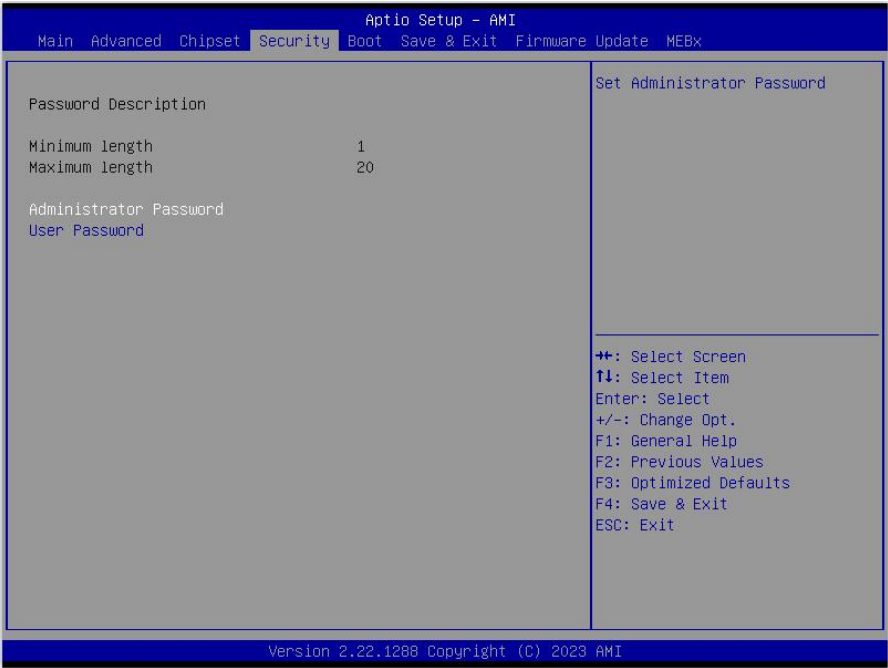 Aptio Setup – AMI
Main Advanced Chipset Security Boot Save & Exit Firmware Update MEBx
Set Administrator Password
Password Description
Minimum length 1
Maximum length 20
Administrator Password
User Password
→←: Select Screen
↑↓: Select Item
Enter: Select
+/-: Change Opt.
F1: General Help
F2: Previous Values
F3: Optimized Defaults
F4: Save & Exit
ESC: Exit
Version 2.22.1288 Copyright (C) 2023 AMI